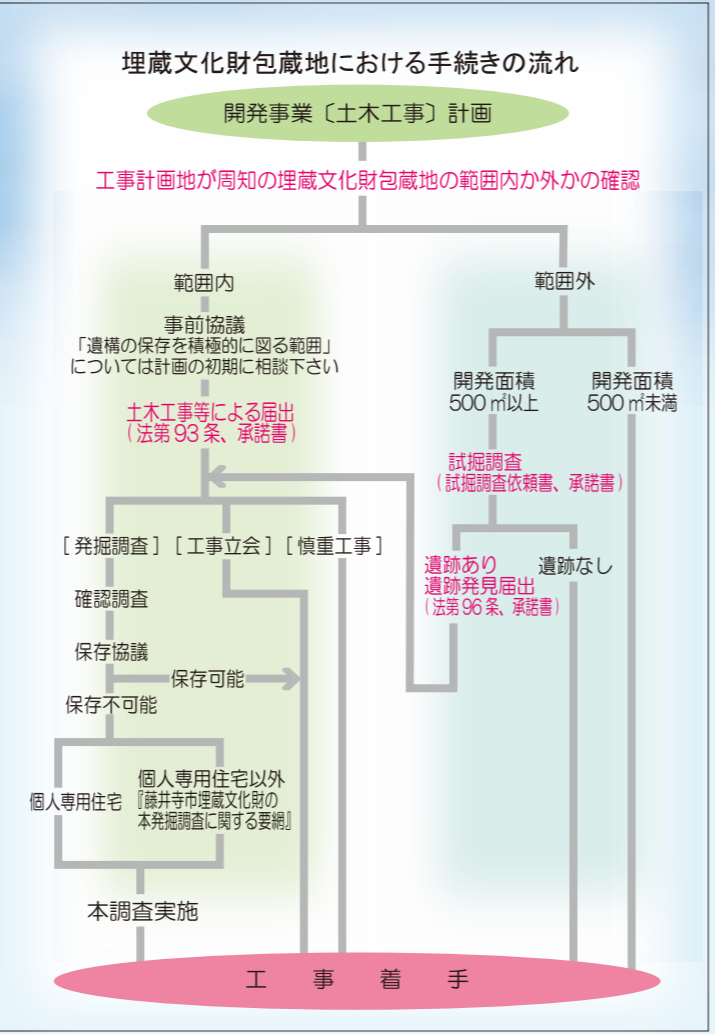 埋蔵文化財包蔵地における手続きの流れ
開発事業〔土木工事〕計画
工事計画地が周知の埋蔵文化財包蔵地の範囲内か外かの確認
範囲内
事前協議
「遺構の保存を積極的に図る範囲」
については計画の初期に相談下さい
土木工事等による届出
(法第93条、承諾書)
[発掘調査] [工事立会] [慎重工事]
確認調査
保存協議
保存可能
保存不可能
個人専用住宅
個人専用住宅以外
『藤井寺市埋蔵文化財の
本発掘調査に関する要綱』
本調査実施
範囲外
開発面積
500㎡以上
開発面積
500㎡未満
試掘調査
(試掘調査依頼書、承諾書)
遺跡あり
遺跡発見届出
(法第96条、承諾書)
遺跡なし
工事着手